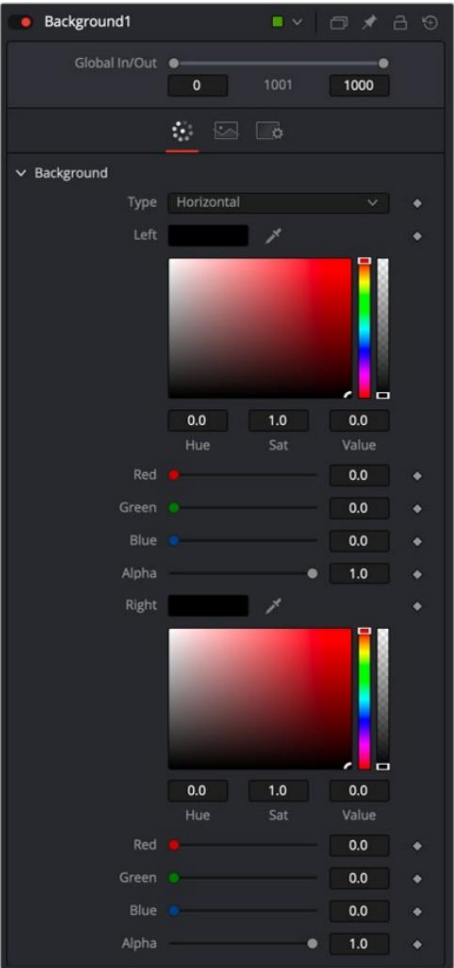 Background1
Global In/Out
0 1001 1000
Background
Type Horizontal
Left
0.0 1.0 0.0
Hue Sat Value
Red 0.0
Green 0.0
Blue 0.0
Alpha 1.0
Right
0.0 1.0 0.0
Hue Sat Value
Red 0.0
Green 0.0
Blue 0.0
Alpha 1.0